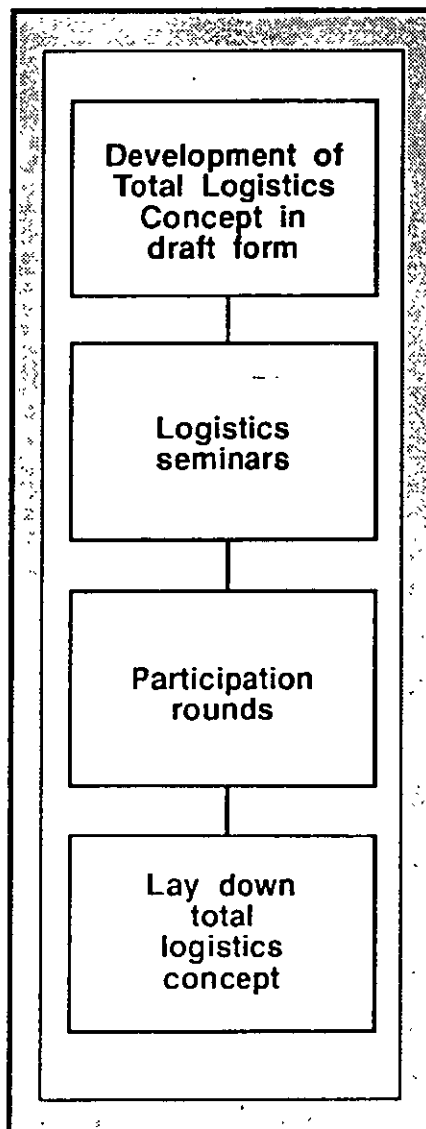 Development of
Total Logistics
Concept in
draft form
Logistics
seminars
Participation
rounds
Lay down
total
logistics
concept